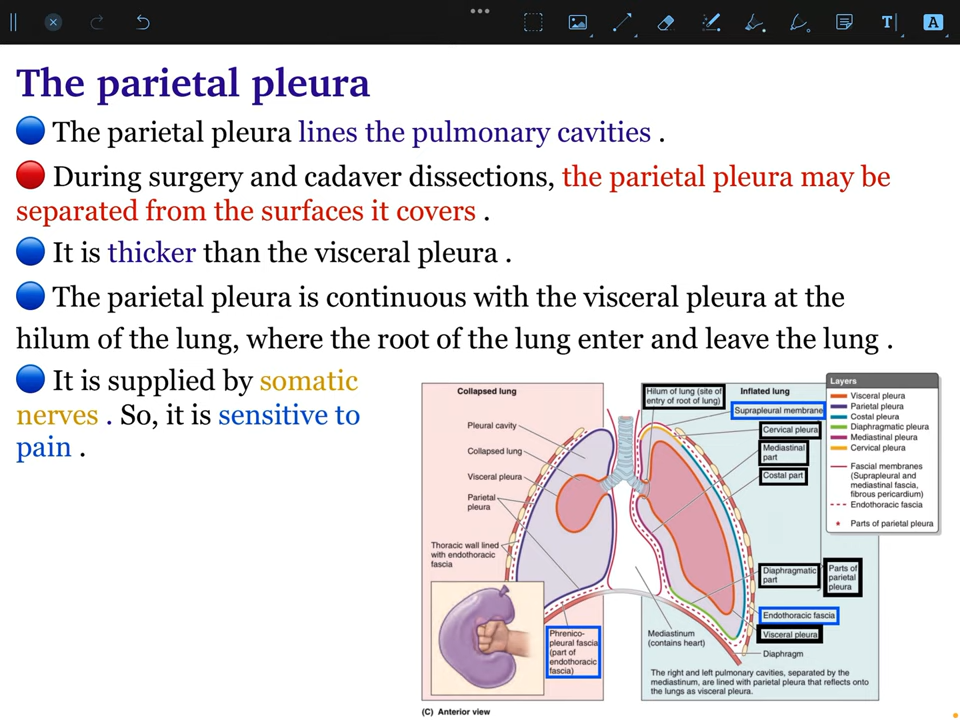 The parietal pleura
The parietal pleura lines the pulmonary cavities .
During surgery and cadaver dissections, the parietal pleura may be
separated from the surfaces it covers .
It is thicker than the visceral pleura .
The parietal pleura is continuous with the visceral pleura at the
hilum of the lung, where the root of the lung enter and leave the lung .
It is supplied by somatic
nerves . So, it is sensitive to
pain .
Collapsed lung
Pleural cavity
Collapsed lung
Visceral pleura
Parietal
pleura
Thoracic wall lined
with endothoracic
fascia
Phrenico-
pleural fascia
(part of
endothoracic
fascia)
Hilum of lung (site of
entry of root of lung)
Inflated lung
Suprapleural membrane
Cervical pleura
Mediastinal
part
Costal part
Diaphragmatic
part
Parts of
parietal
pleura
Endothoracic fascia
Visceral pleura
Diaphragm
Mediastinum
(contains heart)
The right and left pulmonary cavities, separated by the
mediastinum, are lined with parietal pleura that reflects onto
the lungs as visceral pleura.
Layers
Visceral pleura
Parietal pleura
Costal pleura
Diaphragmatic pleura
Mediastinal pleura
Cervical pleura
Fascial membranes
(Suprapleural and
mediastinal fascia,
fibrous pericardium)
Endothoracic fascia
Parts of parietal pleura
(C) Anterior view
T
A